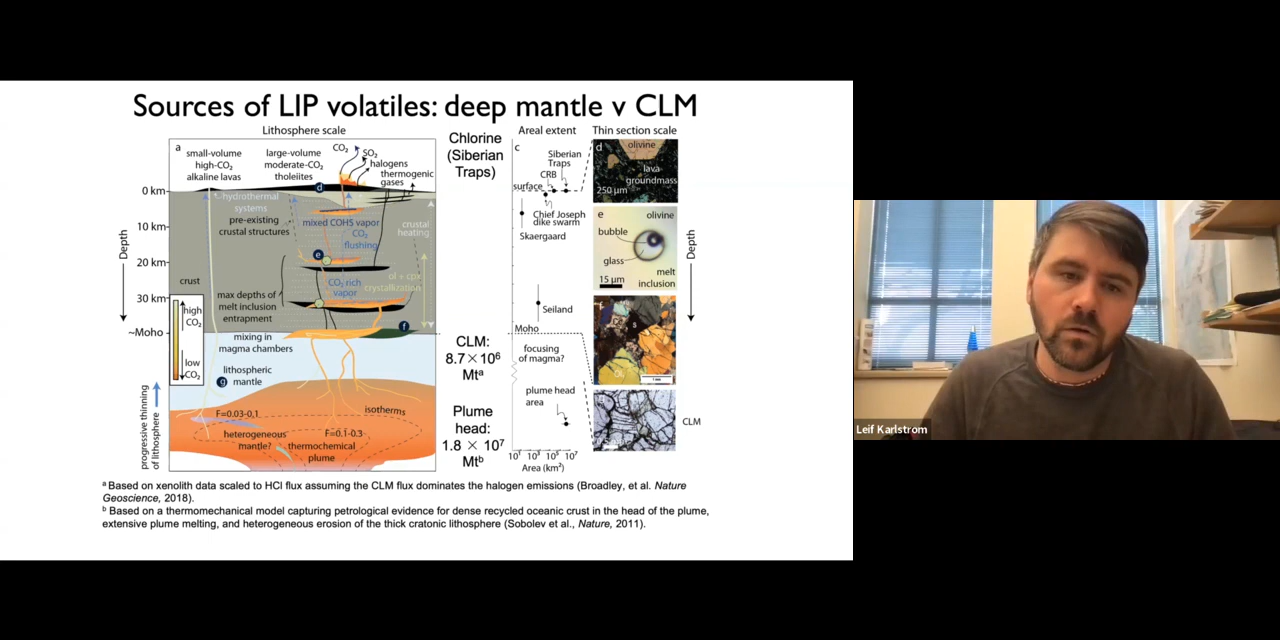 Sources of LIP volatiles: deep mantle v CLM
Lithosphere scale
a
small-volume
high-CO₂
alkaline lavas
large-volume
moderate-CO₂
tholeiites
CO₂
SO₂
halogens
thermogenic
gases
d
0 km
hydrothermal
systems
pre-existing
crustal structures
mixed COHS vapor
CO₂
flushing
crustal
heating
10 km
e
20 km
Depth
crust
CO₂ rich
vapor
ol + cpx
crystallization
max depths of
melt inclusion
entrapment
30 km
high
CO₂
low
CO₂
f
~Moho
mixing in
magma chambers
lithospheric
g mantle
progressive thinning
of lithosphere
F=0.03-0.1
isotherms
F=0.1-0.3
heterogeneous
mantle?
thermochemical
plume
Chlorine
(Siberian
Traps)
CLM:
8.7 × 10⁶
Mtᵃ
Plume
head:
1.8 × 10⁷
Mtᵇ
Areal extent
c
Siberian
Traps
CRB
surface
Chief Joseph
dike swarm
Skaergaard
Seiland
Moho
focusing
of magma?
plume head
area
Area (km²)
Thin section scale
d
olivine
lava
groundmass
250 µm
e
olivine
bubble
glass
15 µm
melt
inclusion
s
Depth
CLM
ᵃ Based on xenolith data scaled to HCl flux assuming the CLM flux dominates the halogen emissions (Broadley, et al. Nature
Geoscience, 2018).
ᵇ Based on a thermomechanical model capturing petrological evidence for dense recycled oceanic crust in the head of the plume,
extensive plume melting, and heterogeneous erosion of the thick cratonic lithosphere (Sobolev et al., Nature, 2011).
Leif Karlstrom